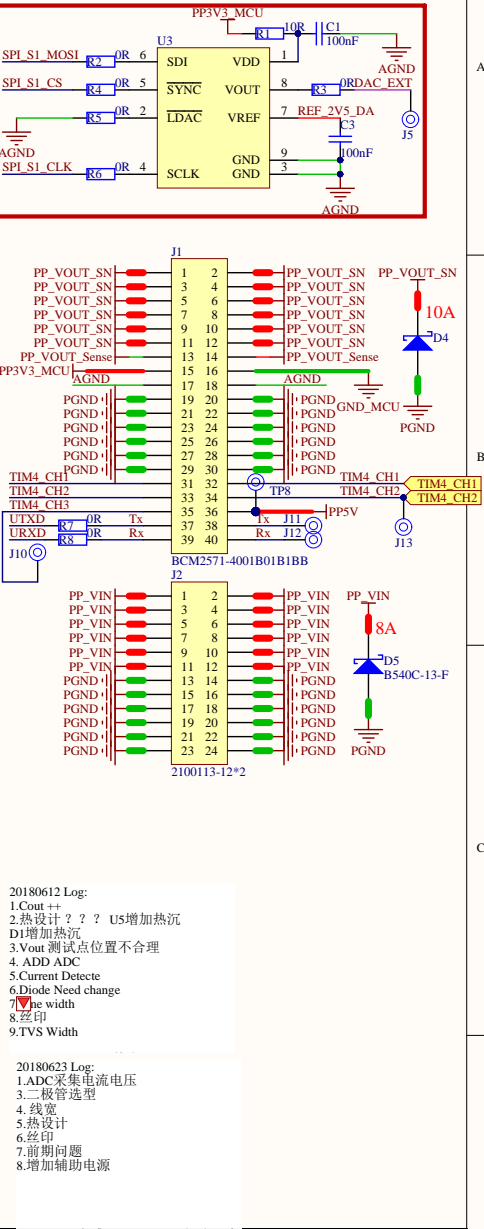 PP3V3_MCU
U3 R1 10R C1
100nF
SPI_S1_MOSI R2 0R 6 SDI VDD 1
AGND
SPI_S1_CS R4 0R 5 SYNC VOUT 8 R3 0R DAC_EXT
R5 0R 2 LDAC VREF 7 REF_2V5_DA
C3 J5
AGND 100nF
GND 9
SPI_S1_CLK R6 0R 4 SCLK GND 3
AGND
A
J1
PP_VOUT_SN 1 2 PP_VOUT_SN PP_VOUT_SN
PP_VOUT_SN 3 4 PP_VOUT_SN
PP_VOUT_SN 5 6 PP_VOUT_SN 10A
PP_VOUT_SN 7 8 PP_VOUT_SN
PP_VOUT_SN 9 10 PP_VOUT_SN D4
PP_VOUT_SN 11 12 PP_VOUT_SN
PP_VOUT_Sense 13 14 PP_VOUT_Sense
PP3V3_MCU 15 16
AGND 17 18 AGND
PGND 19 20 PGND GND_MCU
PGND 21 22 PGND PGND
PGND 23 24 PGND
PGND 25 26 PGND
PGND 27 28 PGND
PGND 29 30 PGND
TIM4_CH1 31 32 TIM4_CH1 TIM4_CH1
TIM4_CH2 33 34 TP8 TIM4_CH2 TIM4_CH2
TIM4_CH3 35 36 PP5V
UTXD R7 0R Tx 37 38 Tx J11
URXD R8 0R Rx 39 40 Rx J12 J13
J10
BCM2571-4001B01B1BB
B
J2
PP_VIN 1 2 PP_VIN PP_VIN
PP_VIN 3 4 PP_VIN
PP_VIN 5 6 PP_VIN 8A
PP_VIN 7 8 PP_VIN
PP_VIN 9 10 PP_VIN D5
PP_VIN 11 12 PP_VIN B540C-13-F
PGND 13 14 PGND
PGND 15 16 PGND
PGND 17 18 PGND
PGND 19 20 PGND
PGND 21 22 PGND
PGND 23 24 PGND PGND
2100113-12*2
C
20180612 Log:
1.Cout ++
2.热设计？？？ U5增加热沉
D1增加热沉
3.Vout 测试点位置不合理
4. ADD ADC
5.Current Detecte
6.Diode Need change
7 ne width
8.丝印
9.TVS Width
20180623 Log:
1.ADC采集电流电压
3.二极管选型
4. 线宽
5.热设计
6.丝印
7.前期问题
8.增加辅助电源